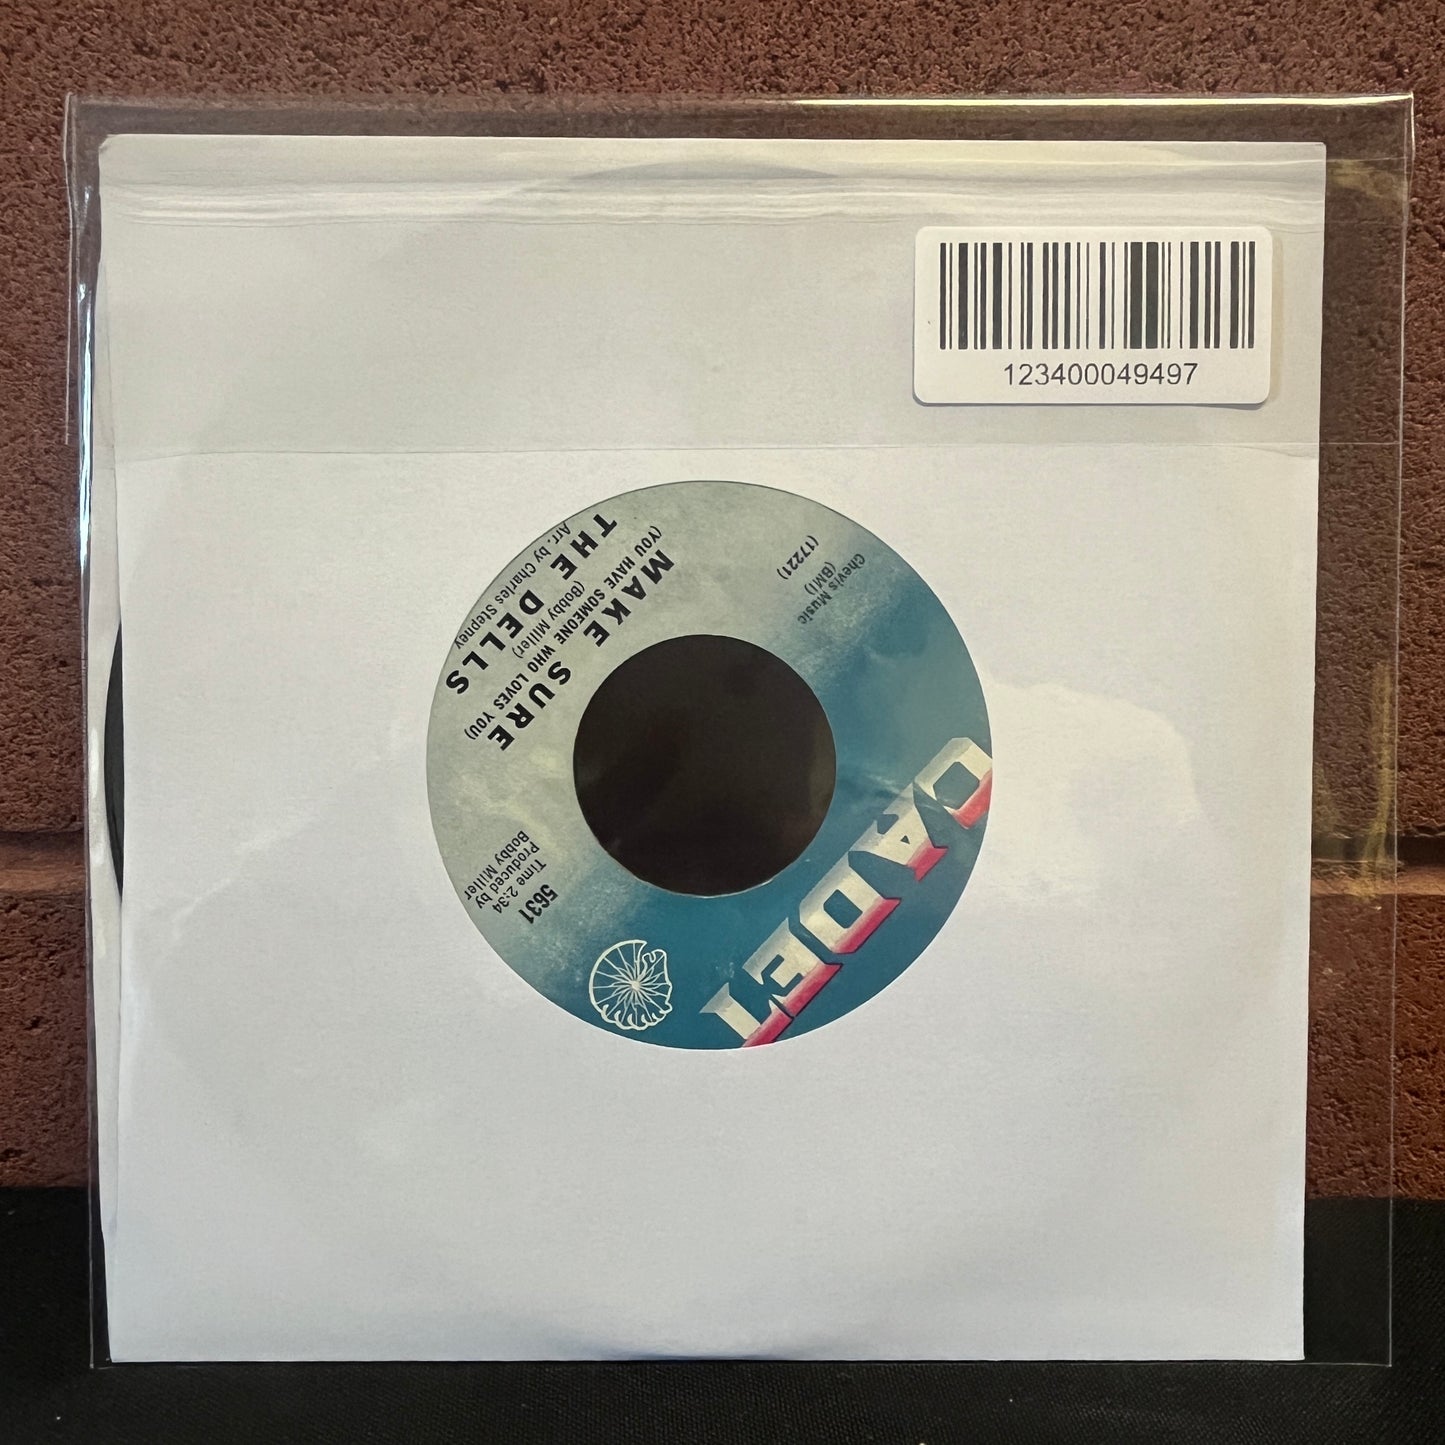 123400049497
CADET
Chevis Music
(BMI)
(17221)
5631
Time 2:34
Produced by
Bobby Miller
MAKE SURE
(YOU HAVE SOMEONE WHO LOVES YOU)
(Bobby Miller)
THE DELLS
Arr. by Charles Stepney